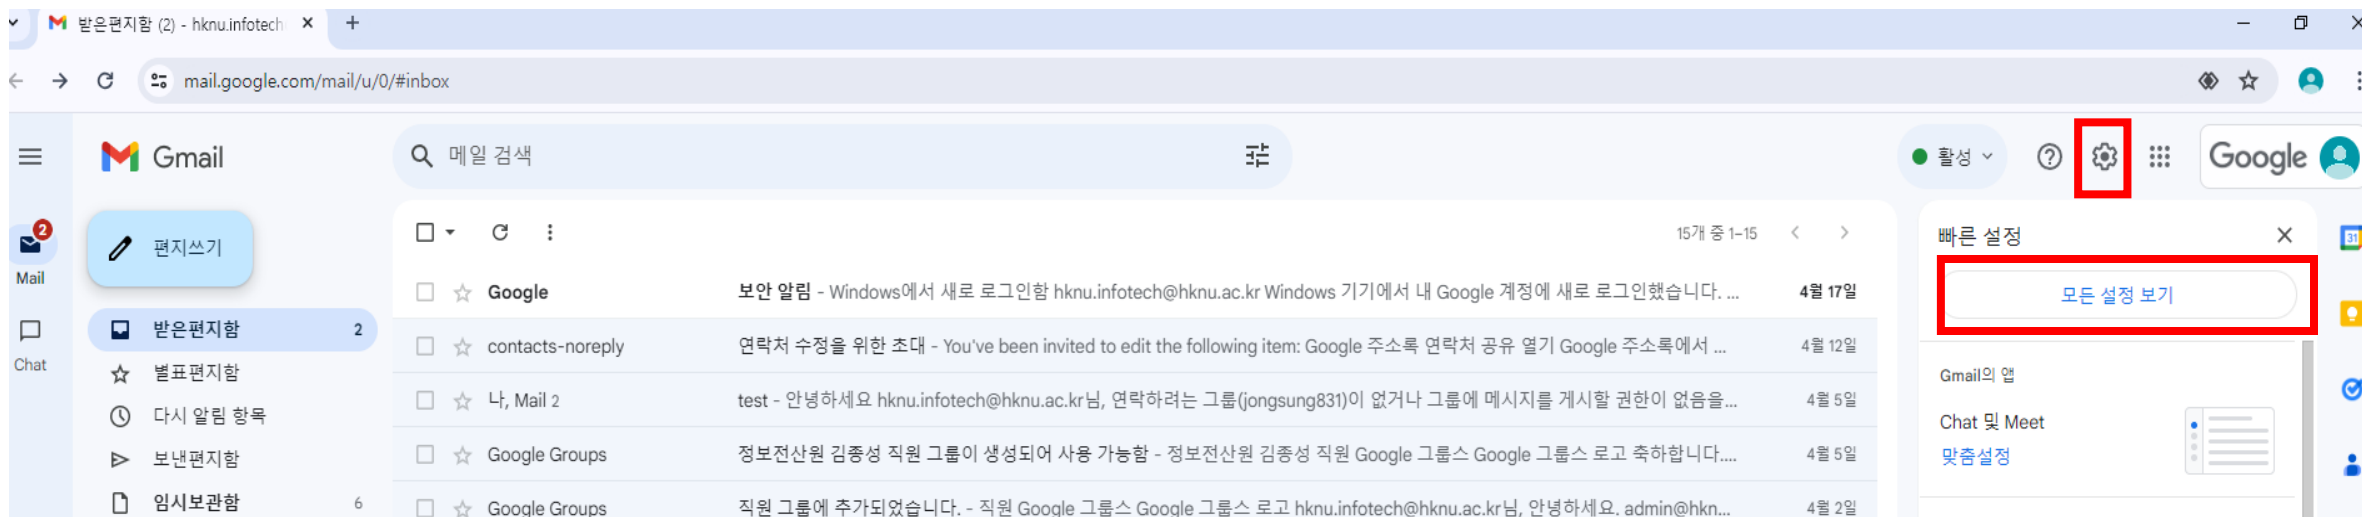 받은편지함 (2) - hknu.infotech
mail.google.com/mail/u/0/#inbox
Gmail
메일 검색
활성
Google
2
Mail
Chat
편지쓰기
받은편지함 2
별표편지함
다시 알림 항목
보낸편지함
임시보관함 6
15개 중 1-15
Google 보안 알림 - Windows에서 새로 로그인함 hknu.infotech@hknu.ac.kr Windows 기기에서 내 Google 계정에 새로 로그인했습니다. ... 4월 17일
contacts-noreply 연락처 수정을 위한 초대 - You've been invited to edit the following item: Google 주소록 연락처 공유 열기 Google 주소록에서 ... 4월 12일
나, Mail 2 test - 안녕하세요 hknu.infotech@hknu.ac.kr님, 연락하려는 그룹(jongsung831)이 없거나 그룹에 메시지를 게시할 권한이 없음을... 4월 5일
Google Groups 정보전산원 김종성 직원 그룹이 생성되어 사용 가능함 - 정보전산원 김종성 직원 Google 그룹스 Google 그룹스 로고 축하합니다.... 4월 5일
Google Groups 직원 그룹에 추가되었습니다. - 직원 Google 그룹스 Google 그룹스 로고 hknu.infotech@hknu.ac.kr님, 안녕하세요. admin@hkn... 4월 2일
빠른 설정
모든 설정 보기
Gmail의 앱
Chat 및 Meet
맞춤설정
31